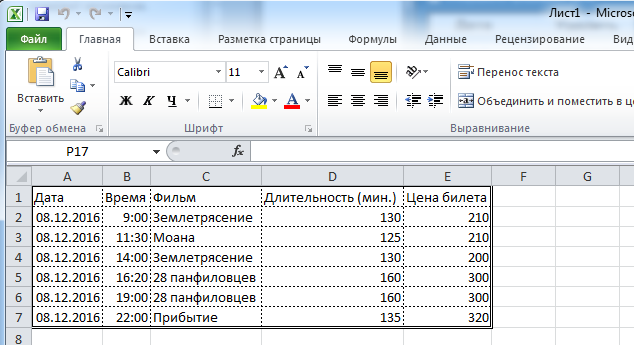 Лист1 - Microso
Файл Главная Вставка Разметка страницы Формулы Данные Рецензирование Вид
Calibri 11 A A Перенос текста
Вставить Ж К Ч А Объединить и поместить в це
Буфер обмена Шрифт Выравнивание
P17 fx
A B C D E F G H
1 Дата Время Фильм Длительность (мин.) Цена билета
2 08.12.2016 9:00 Землетрясение 130 210
3 08.12.2016 11:30 Моана 125 210
4 08.12.2016 14:00 Землетрясение 130 200
5 08.12.2016 16:20 28 панфиловцев 160 300
6 08.12.2016 19:00 28 панфиловцев 160 300
7 08.12.2016 22:00 Прибытие 135 320
8